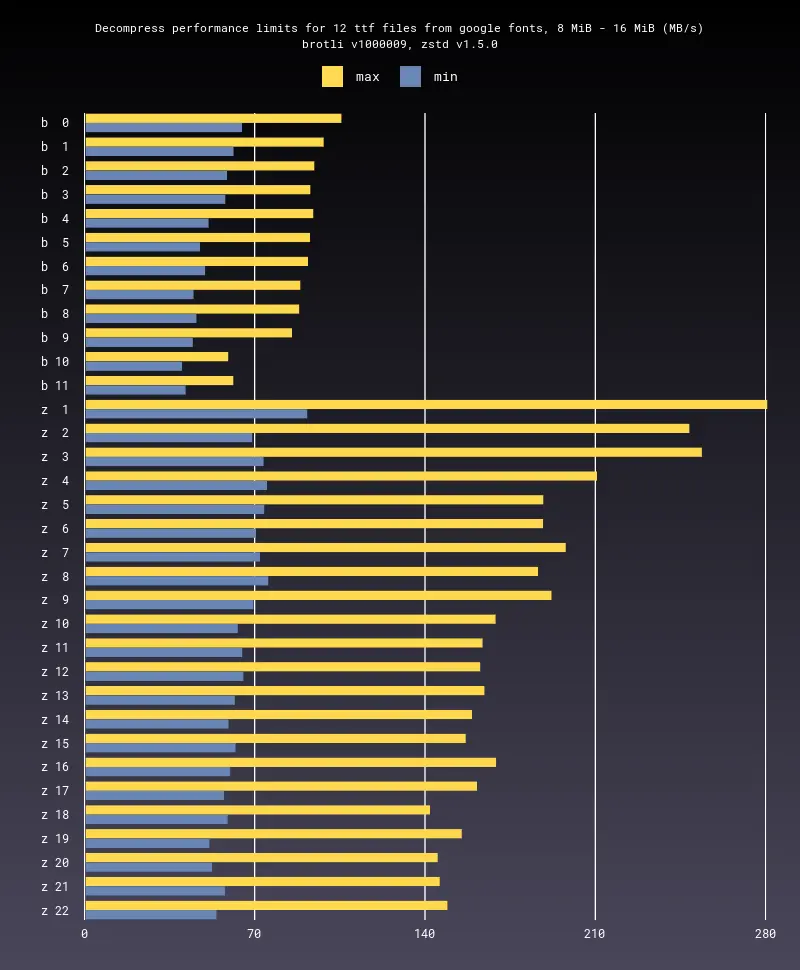 Decompress performance limits for 12 ttf files from google fonts, 8 MiB - 16 MiB (MB/s)
brotli v1000009, zstd v1.5.0
max min
b 0
b 1
b 2
b 3
b 4
b 5
b 6
b 7
b 8
b 9
b 10
b 11
z 1
z 2
z 3
z 4
z 5
z 6
z 7
z 8
z 9
z 10
z 11
z 12
z 13
z 14
z 15
z 16
z 17
z 18
z 19
z 20
z 21
z 22
0 70 140 210 280